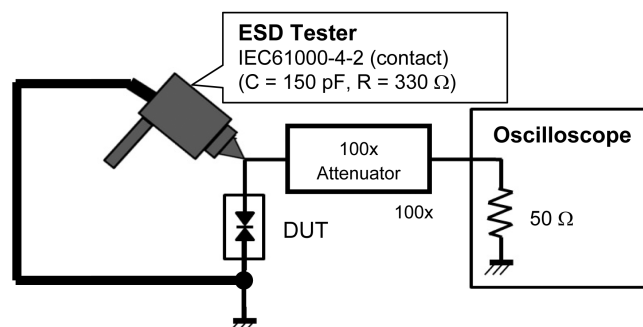 ESD Tester
IEC61000-4-2 (contact)
(C = 150 pF, R = 330 Ω)
Oscilloscope
100x
Attenuator
100x
50 Ω
DUT